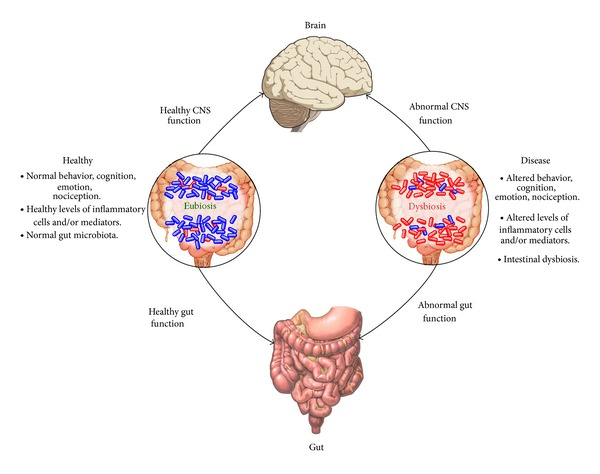 Brain
Healthy CNS
function
Abnormal CNS
function
Healthy
• Normal behavior, cognition,
emotion,
nociception.
• Healthy levels of inflammatory
cells and/or mediators.
• Normal gut microbiota.
Eubiosis
Dysbiosis
Disease
• Altered behavior,
cognition,
emotion, nociception.
• Altered levels of
inflammatory cells
and/or mediators.
• Intestinal dysbiosis.
Healthy gut
function
Abnormal gut
function
Gut